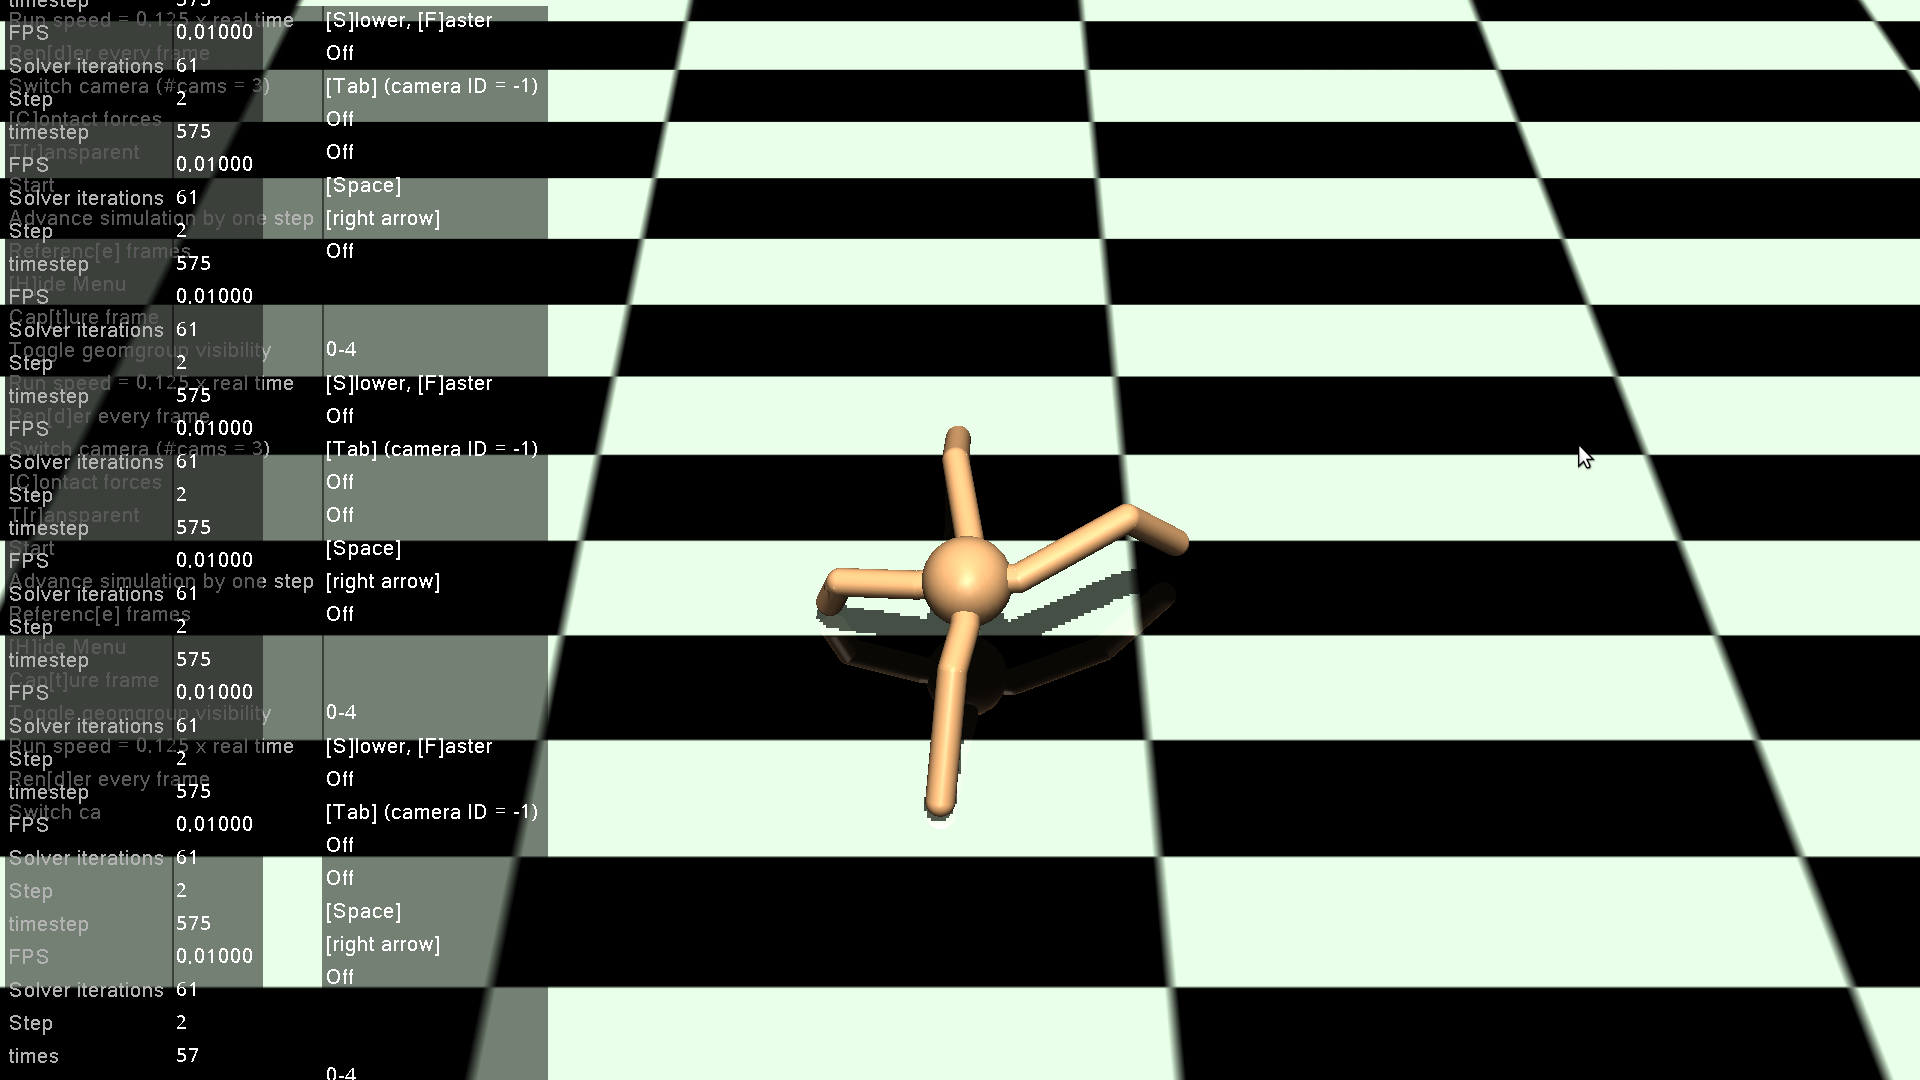 timestep 575
Run speed = 0.125 x real time [S]lower, [F]aster
FPS 0.01000
Ren[d]er every frame Off
Solver iterations 61
Switch camera (#cams = 3) [Tab] (camera ID = -1)
Step 2
[C]ontact forces Off
timestep 575
T[r]ansparent Off
FPS 0.01000
Start [Space]
Solver iterations 61
Advance simulation by one step [right arrow]
Step 2
Referenc[e] frames Off
timestep 575
[H]ide Menu
FPS 0.01000
Cap[t]ure frame
Solver iterations 61
Toggle geomgroup visibility 0-4
Step 2
Run speed = 0.125 x real time [S]lower, [F]aster
timestep 575
Ren[d]er every frame Off
FPS 0.01000
Switch camera (#cams = 3) [Tab] (camera ID = -1)
Solver iterations 61
[C]ontact forces Off
Step 2
T[r]ansparent Off
timestep 575
Start [Space]
FPS 0.01000
Advance simulation by one step [right arrow]
Solver iterations 61
Referenc[e] frames Off
Step 2
[H]ide Menu
timestep 575
Cap[t]ure frame
FPS 0.01000
Toggle geomgroup visibility 0-4
Solver iterations 61
Run speed = 0.125 x real time [S]lower, [F]aster
Step 2
Ren[d]er every frame Off
timestep 575
Switch ca [Tab] (camera ID = -1)
FPS 0.01000
Off
Solver iterations 61
Off
Step 2
[Space]
timestep 575
[right arrow]
FPS 0.01000
Off
Solver iterations 61
Step 2
times 57
0-4